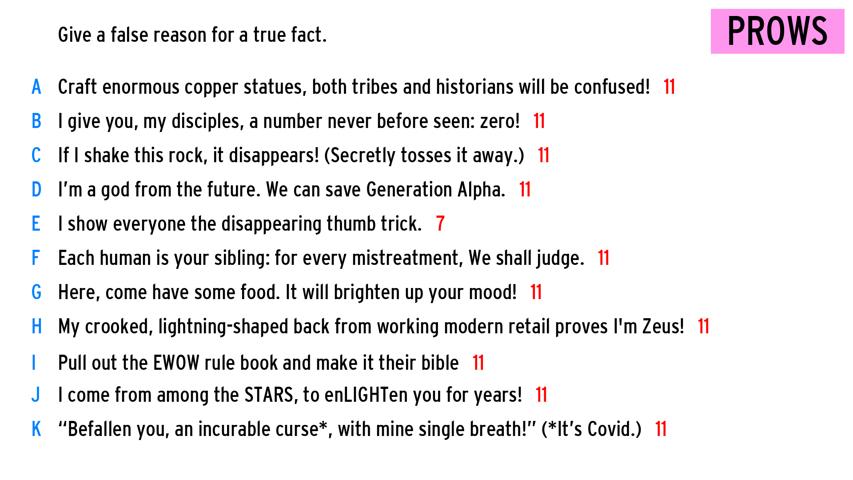 Give a false reason for a true fact.
PROWS
A Craft enormous copper statues, both tribes and historians will be confused! 11
B I give you, my disciples, a number never before seen: zero! 11
C If I shake this rock, it disappears! (Secretly tosses it away.) 11
D I'm a god from the future. We can save Generation Alpha. 11
E I show everyone the disappearing thumb trick. 7
F Each human is your sibling: for every mistreatment, We shall judge. 11
G Here, come have some food. It will brighten up your mood! 11
H My crooked, lightning-shaped back from working modern retail proves I'm Zeus! 11
I Pull out the EWOW rule book and make it their bible 11
J I come from among the STARS, to enLIGHTen you for years! 11
K “Befallen you, an incurable curse*, with mine single breath!” (*It's Covid.) 11